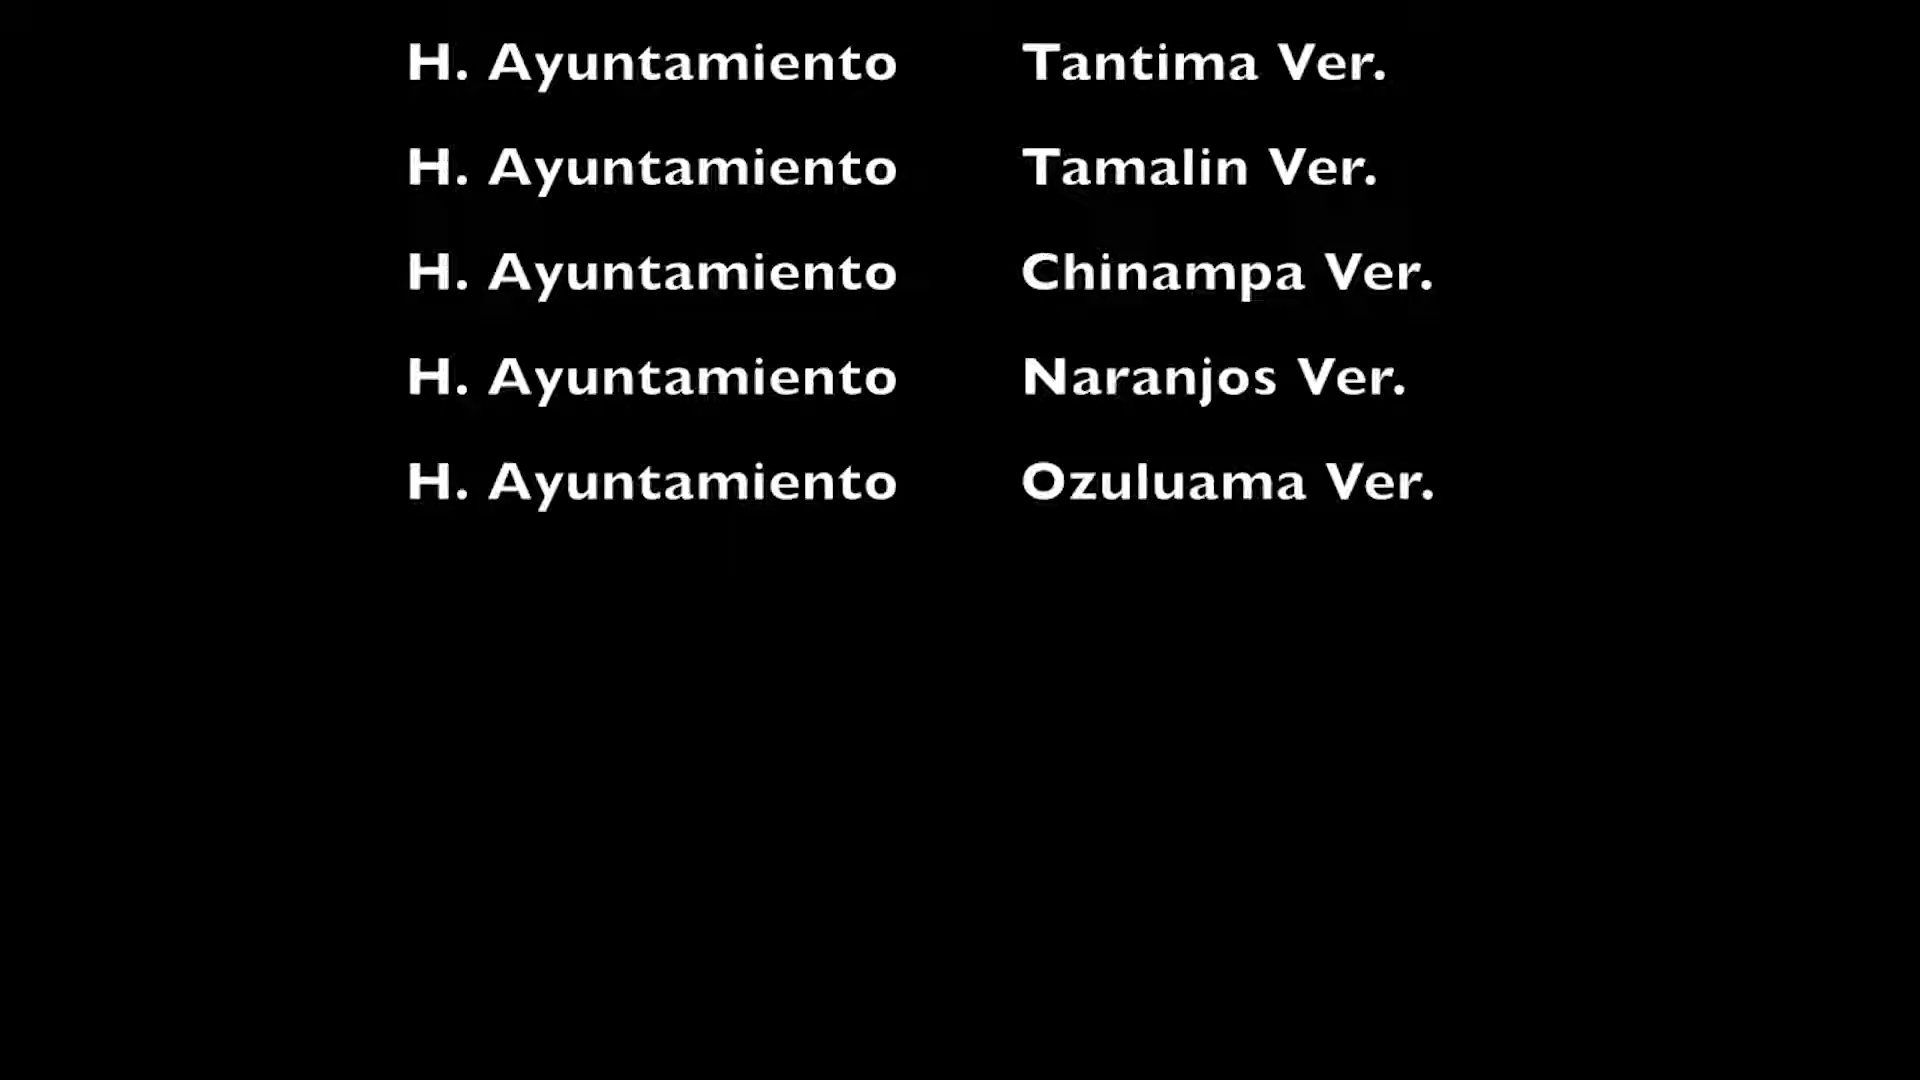 H. Ayuntamiento Tantima Ver.
H. Ayuntamiento Tamalin Ver.
H. Ayuntamiento Chinampa Ver.
H. Ayuntamiento Naranjos Ver.
H. Ayuntamiento Ozuluama Ver.